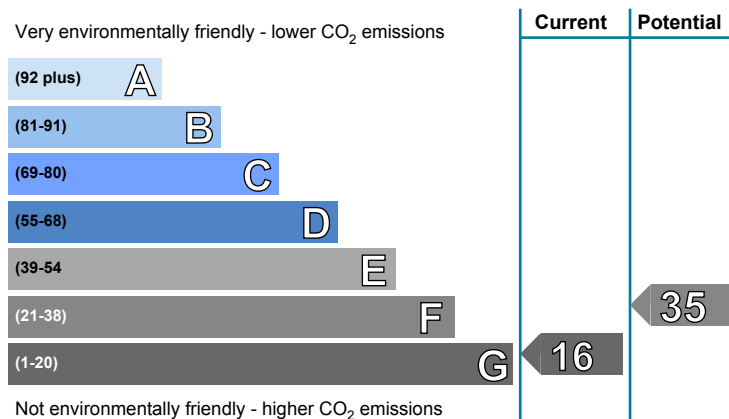 Very environmentally friendly - lower CO₂ emissions
Current
Potential
(92 plus) A
(81-91) B
(69-80) C
(55-68) D
(39-54 E
(21-38) F
35
(1-20) G
16
Not environmentally friendly - higher CO₂ emissions